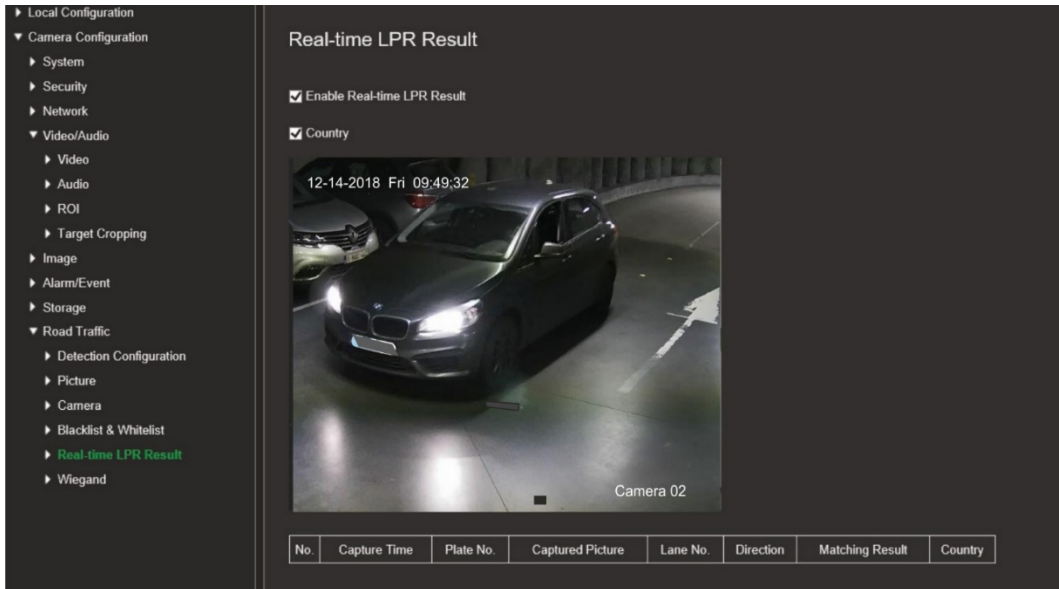 Local Configuration
Camera Configuration
System
Security
Network
Video/Audio
Video
Audio
ROI
Target Cropping
Image
Alarm/Event
Storage
Road Traffic
Detection Configuration
Picture
Camera
Blacklist & Whitelist
Real-time LPR Result
Wiegand
Real-time LPR Result
Enable Real-time LPR Result
Country
12-14-2018 Fri 09:49:32
Camera 02
No. Capture Time Plate No. Captured Picture Lane No. Direction Matching Result Country